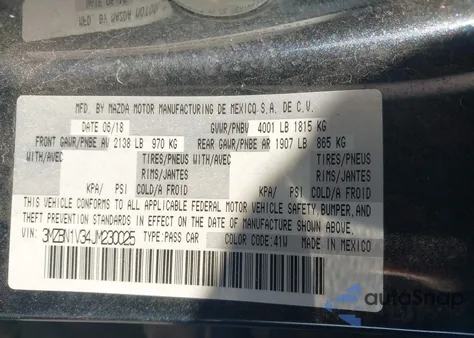 MFD. BY MAZDA MOTOR MANUFACTURING DE MEXICO S.A. DE C.V.
DATE 06/18 GVWR/PNBV 4001 LB 1815 KG
FRONT GAWR/PNBE AV 2138 LB 970 KG REAR GAWR/PNBE AR 1907 LB 865 KG
WITH/AVEC TIRES/PNEUS WITH/AVEC TIRES/PNEUS
RIMS/JANTES RIMS/JANTES
KPA/ PSI COLD/A FROID KPA/ PSI COLD/A FROID
THIS VEHICLE CONFORMS TO ALL APPLICABLE FEDERAL MOTOR VEHICLE SAFETY, BUMPER, AND
THEFT PREVENTION STANDARDS IN EFFECT ON THE DATE OF MANUFACTURE SHOWN ABOVE.
VIN: 3MZBN1V34JM230025 TYPE:PASS CAR COLOR CODE:41W MADE IN MEXICO
autoSnap